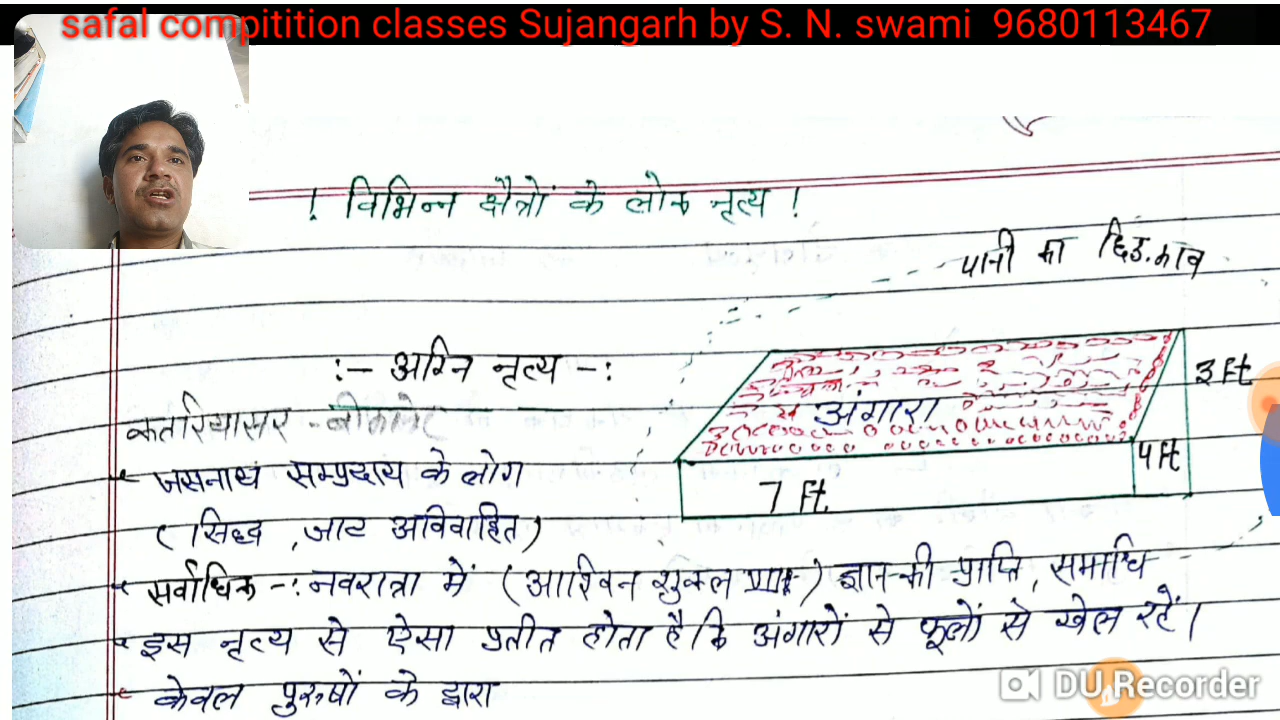 safal compitition classes Sujangarh by S. N. swami 9680113467
! विभिन्न क्षैत्रों के लोक नृत्य !
पानी का छिड़काव
:- अग्नि नृत्य -:
3 Ft
अंगारा
कतरियासर - बीकानेर
4 Ft
जसनाथ सम्प्रदाय के लोग
7 Ft.
( सिद्ध , जाट अविवाहित )
सर्वाधिक -: नवरात्रा में ( आश्विन शुक्ल ) ज्ञान की प्राप्ति , समाधि
इस नृत्य से ऐसा प्रतीत होता है कि अंगारों से फूलों से खेल रहें ।
केवल पुरुषों के द्वारा
DU Recorder